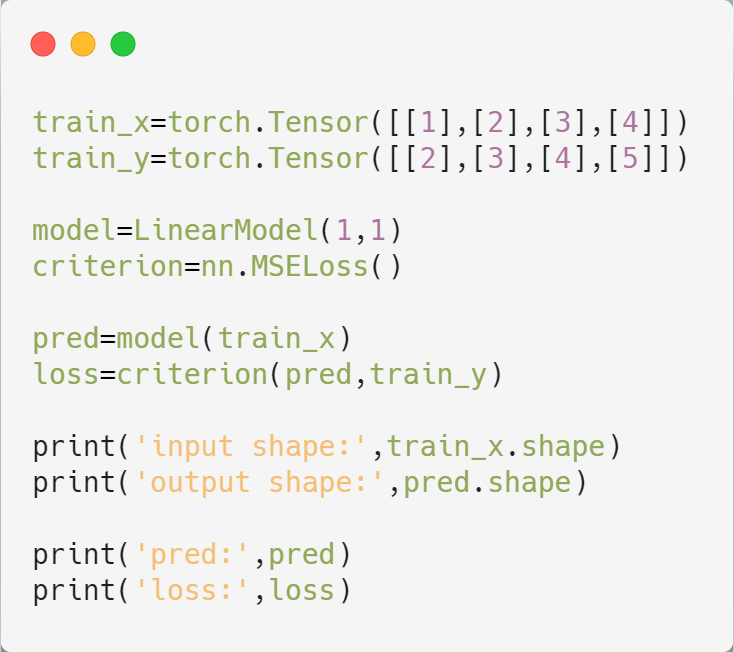 train_x=torch.Tensor([[1],[2],[3],[4]])
train_y=torch.Tensor([[2],[3],[4],[5]])
model=LinearModel(1,1)
criterion=nn.MSELoss()
pred=model(train_x)
loss=criterion(pred,train_y)
print('input shape:',train_x.shape)
print('output shape:',pred.shape)
print('pred:',pred)
print('loss:',loss)